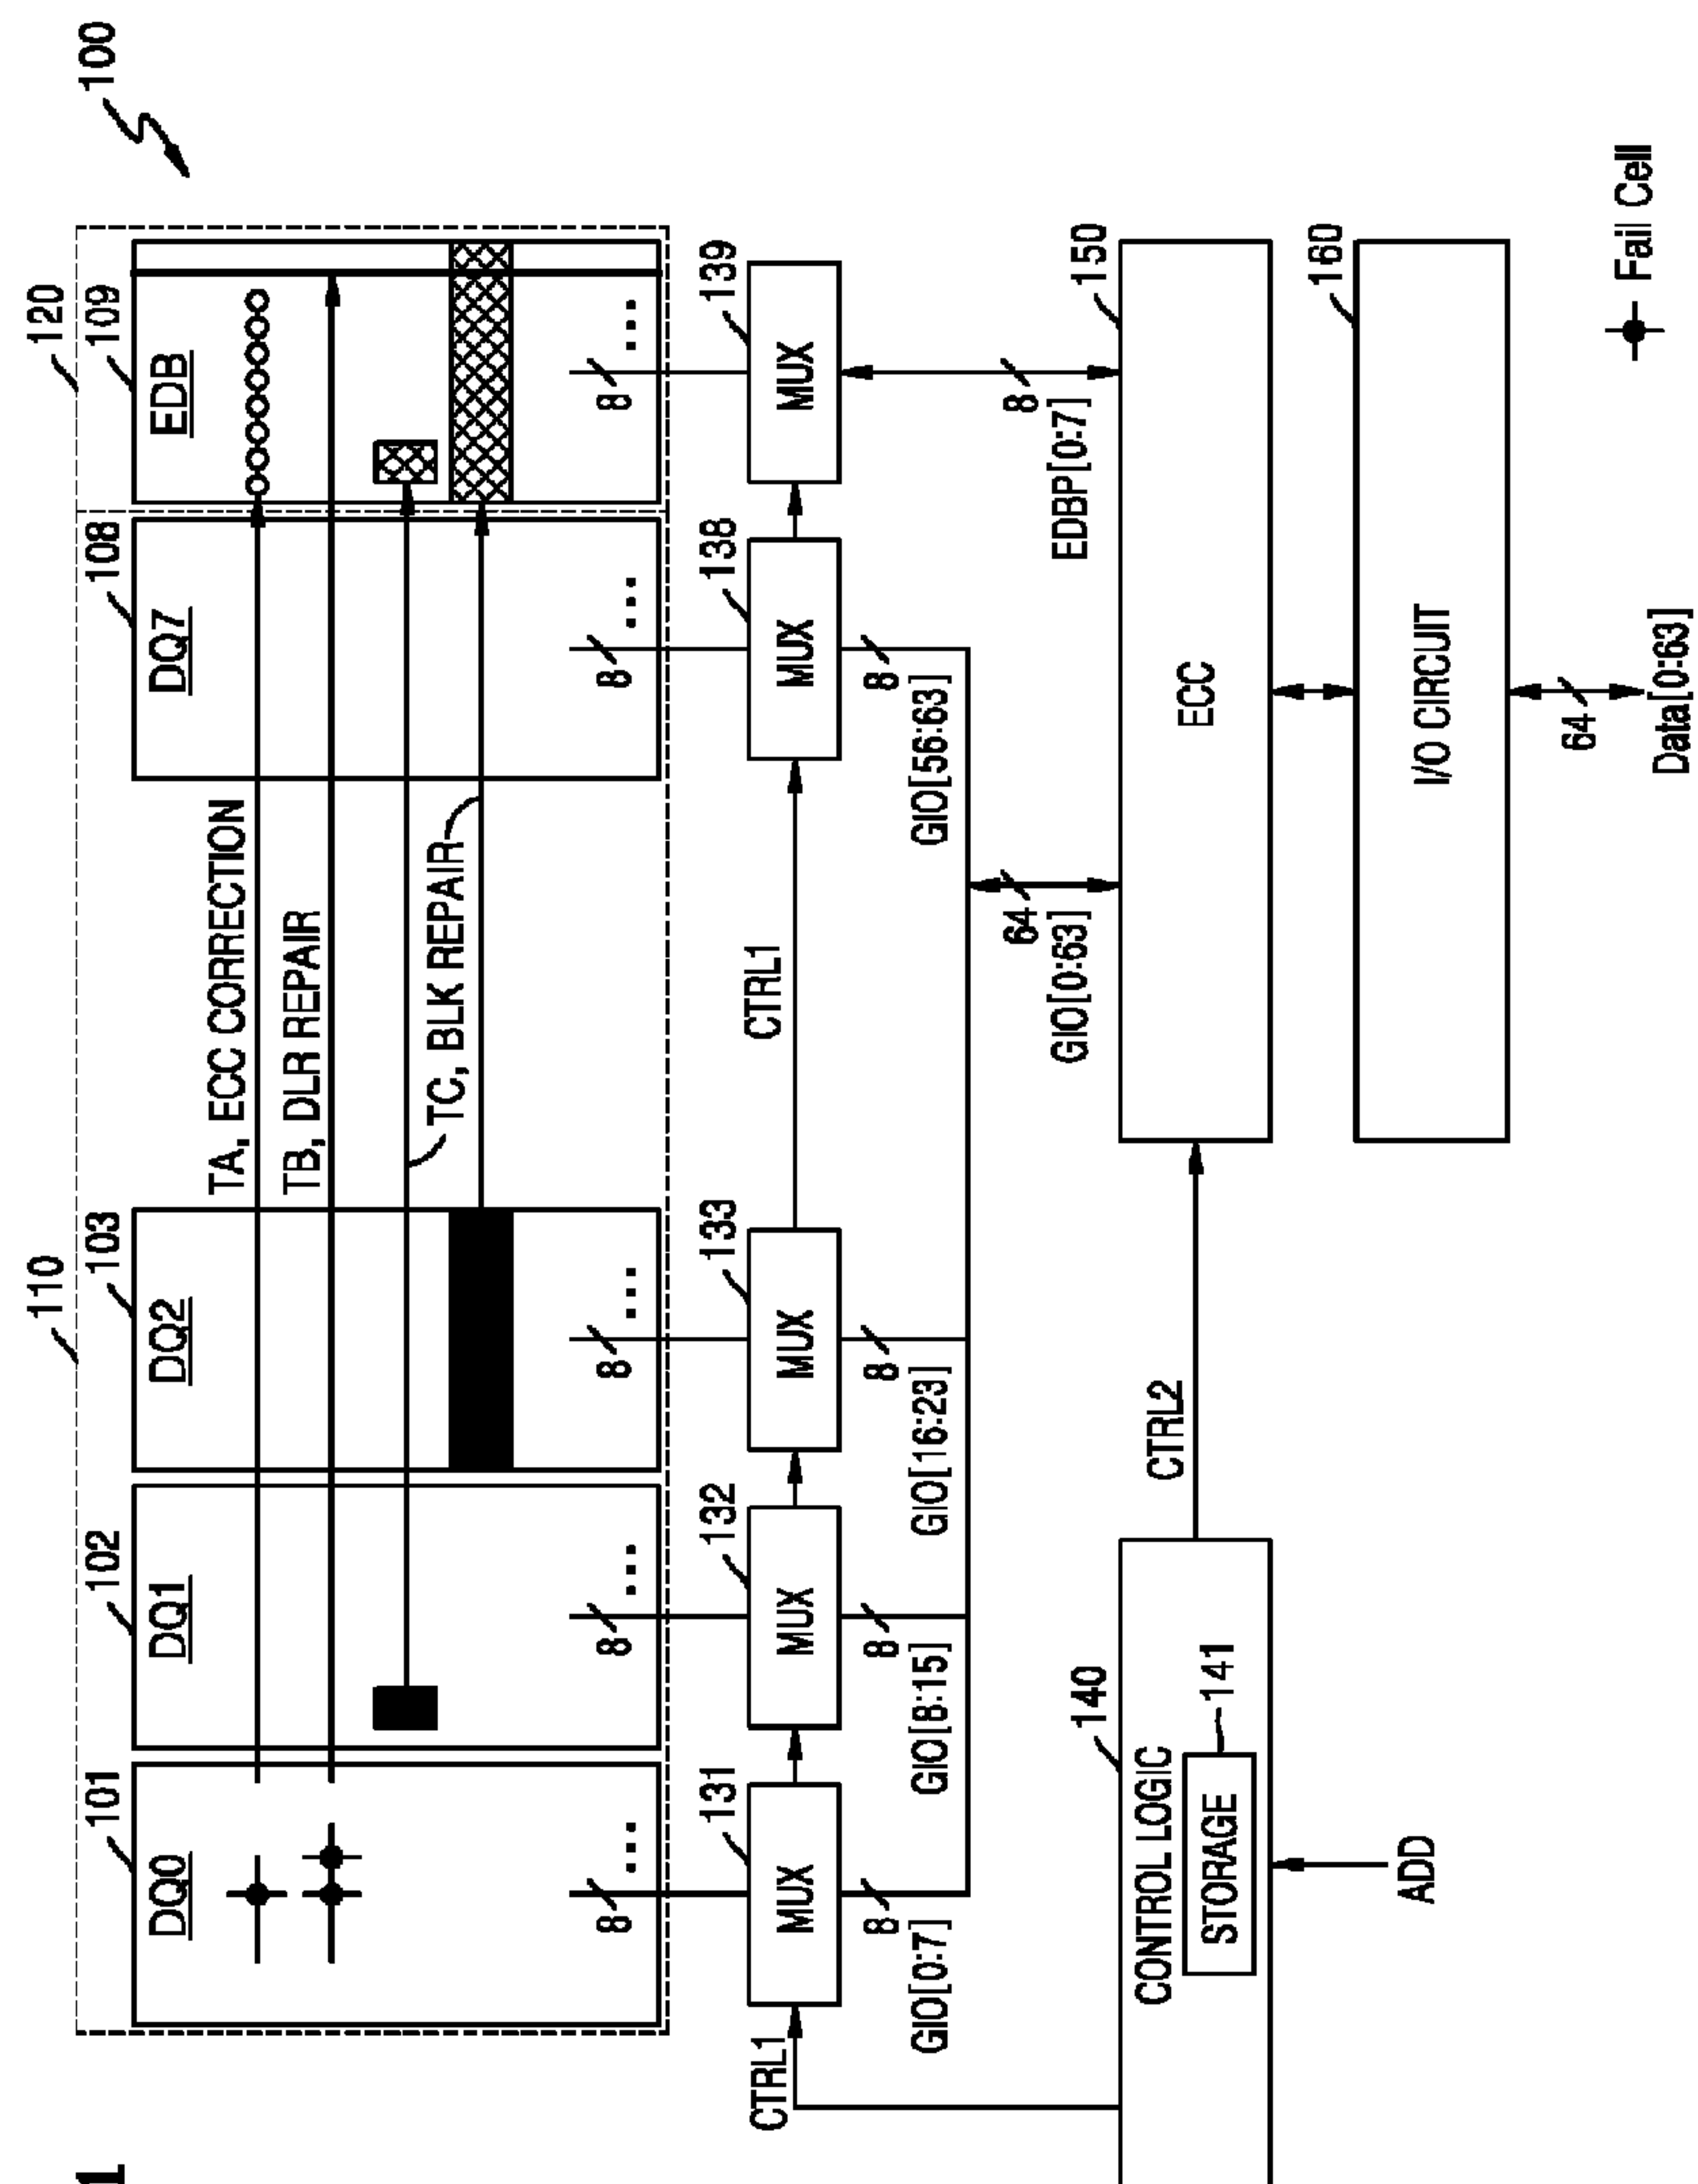 1
100
110
120
101
102
103
108
109
DQ0
DQ1
DQ2
DQ7
EDB
TA, ECC CORRECTION
TB, DLR REPAIR
TC, BLK REPAIR
8
8
8
8
8
...
...
...
...
...
131
132
133
138
139
CTRL1
MUX
MUX
MUX
CTRL1
MUX
MUX
8
8
8
8
GIO[0:7]
GIO[8:15]
GIO[16:23]
GIO[56:63]
64
GIO[0:63]
8
EDBP[0:7]
140
CONTROL LOGIC
STORAGE
141
ADD
CTRL2
150
ECC
160
I/O CIRCUIT
64
Data[0:63]
Fail Cell